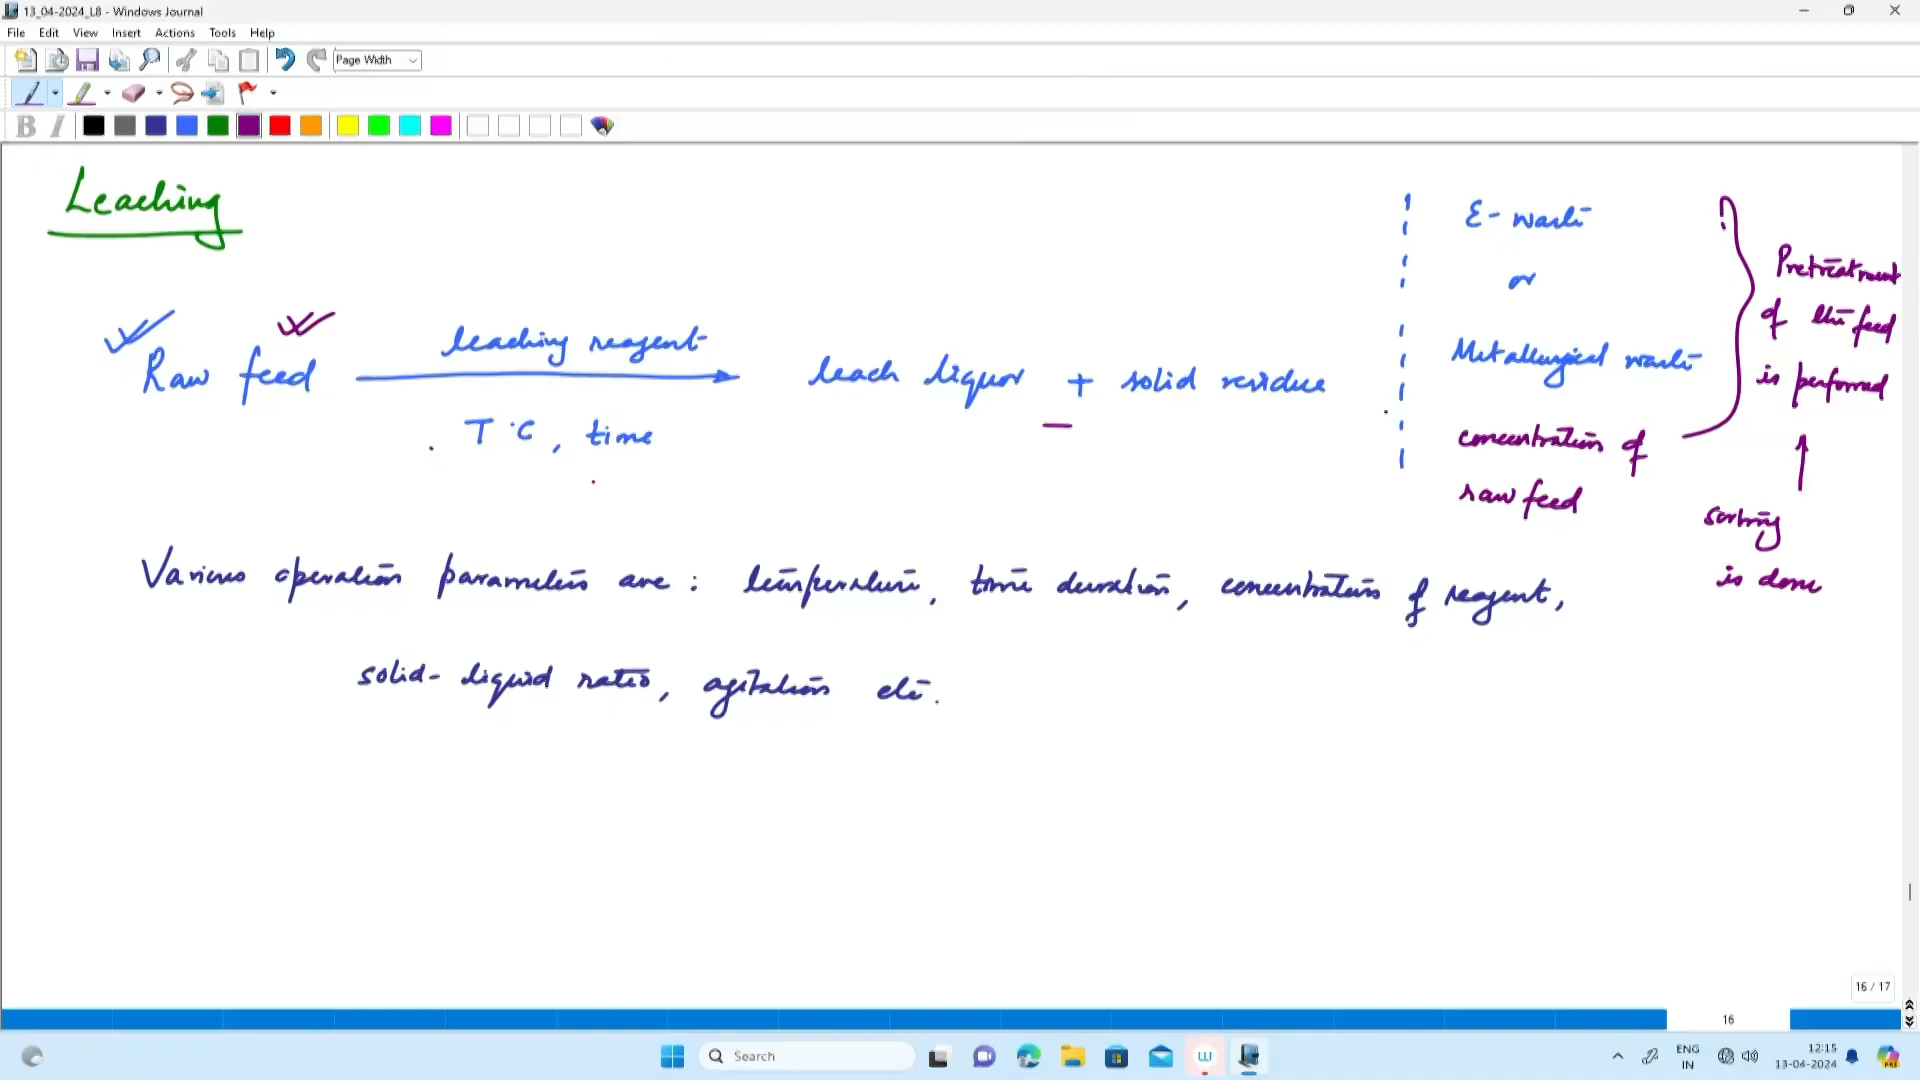 13_04-2024_L8 - Windows Journal
File Edit View Insert Actions Tools Help
Page Width
B I
Leaching
Raw feed
leaching reagent
T °C, time
leach liquor + solid residue
E-waste
or
Metallurgical waste
concentration of
raw feed
Pretreatment
of the feed
is performed
sorting
is done
Various operation parameters are : temperature, time duration, concentration of reagent,
solid-liquid ratio, agitation etc.
16 / 17
16
Search
ENG
IN
12:15
13-04-2024